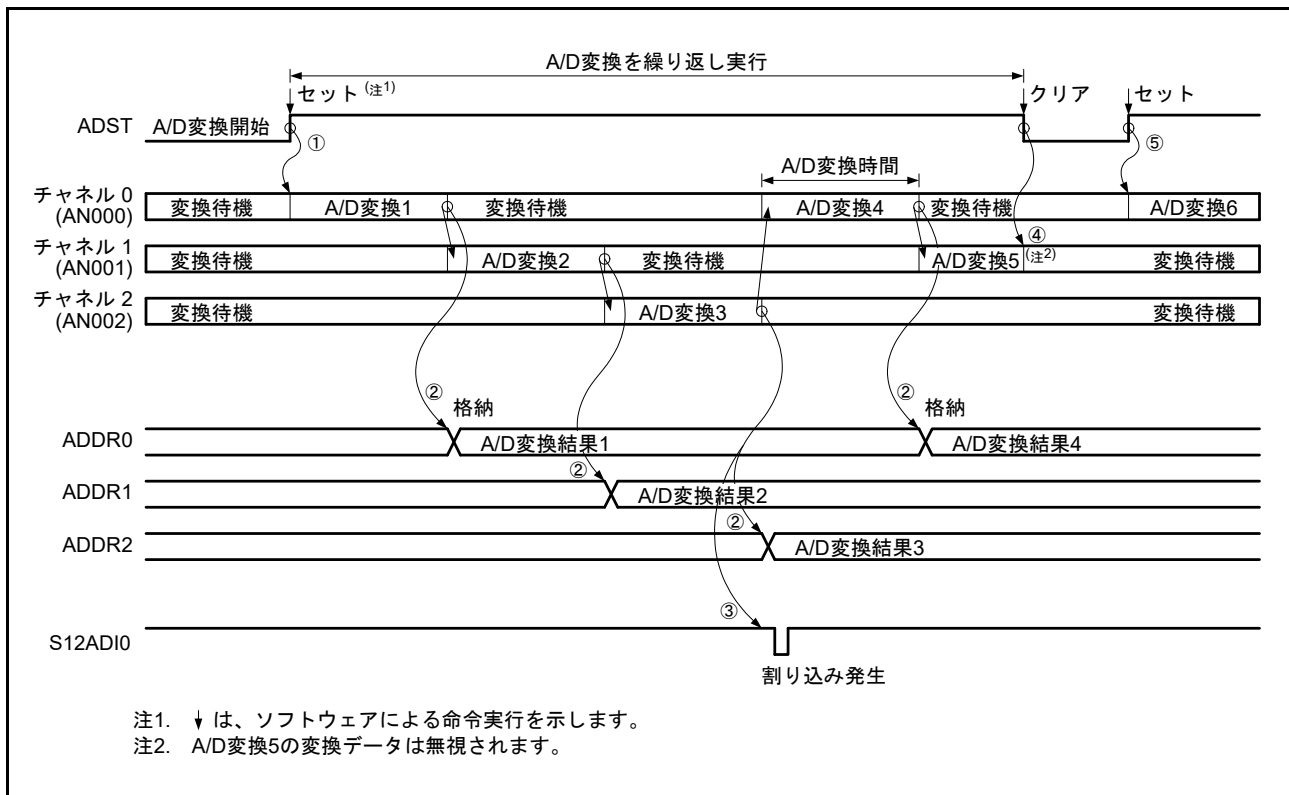 A/D変換を繰り返し実行
セット (注1)
クリア
セット
ADST
A/D変換開始
①
⑤
A/D変換時間
チャネル 0
(AN000)
変換待機
A/D変換1
変換待機
A/D変換4
変換待機
A/D変換6
④
チャネル 1
(AN001)
変換待機
A/D変換2
変換待機
A/D変換5 (注2)
変換待機
チャネル 2
(AN002)
変換待機
A/D変換3
変換待機
②
格納
②
格納
ADDR0
A/D変換結果1
A/D変換結果4
②
ADDR1
A/D変換結果2
②
ADDR2
A/D変換結果3
③
S12ADI0
割り込み発生
注1. ↓ は、ソフトウェアによる命令実行を示します。
注2. A/D変換5の変換データは無視されます。